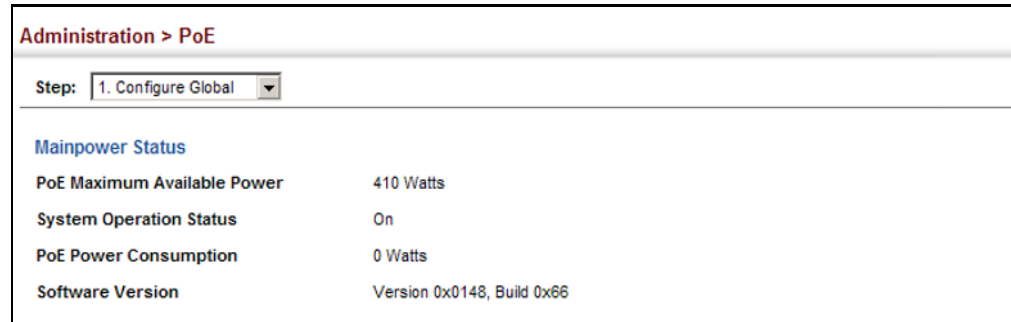 Administration > PoE
Step: 1. Configure Global
Mainpower Status
PoE Maximum Available Power 410 Watts
System Operation Status On
PoE Power Consumption 0 Watts
Software Version Version 0x0148, Build 0x66